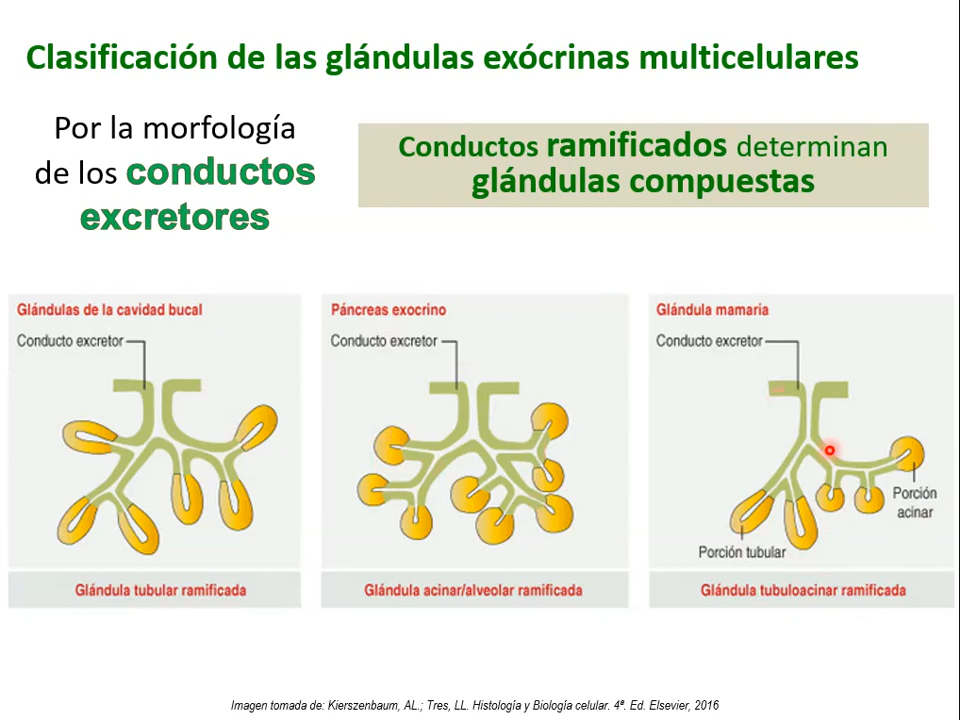 Clasificación de las glándulas exócrinas multicelulares
Por la morfología
de los conductos
excretores
Conductos ramificados determinan
glándulas compuestas
Glándulas de la cavidad bucal
Conducto excretor
Glándula tubular ramificada
Páncreas exocrino
Conducto excretor
Glándula acinar/alveolar ramificada
Glándula mamaria
Conducto excretor
Porción
acinar
Porción tubular
Glándula tubuloacinar ramificada
Imagen tomada de: Kierszenbaum, AL.; Tres, LL. Histología y Biología celular. 4ª. Ed. Elsevier, 2016